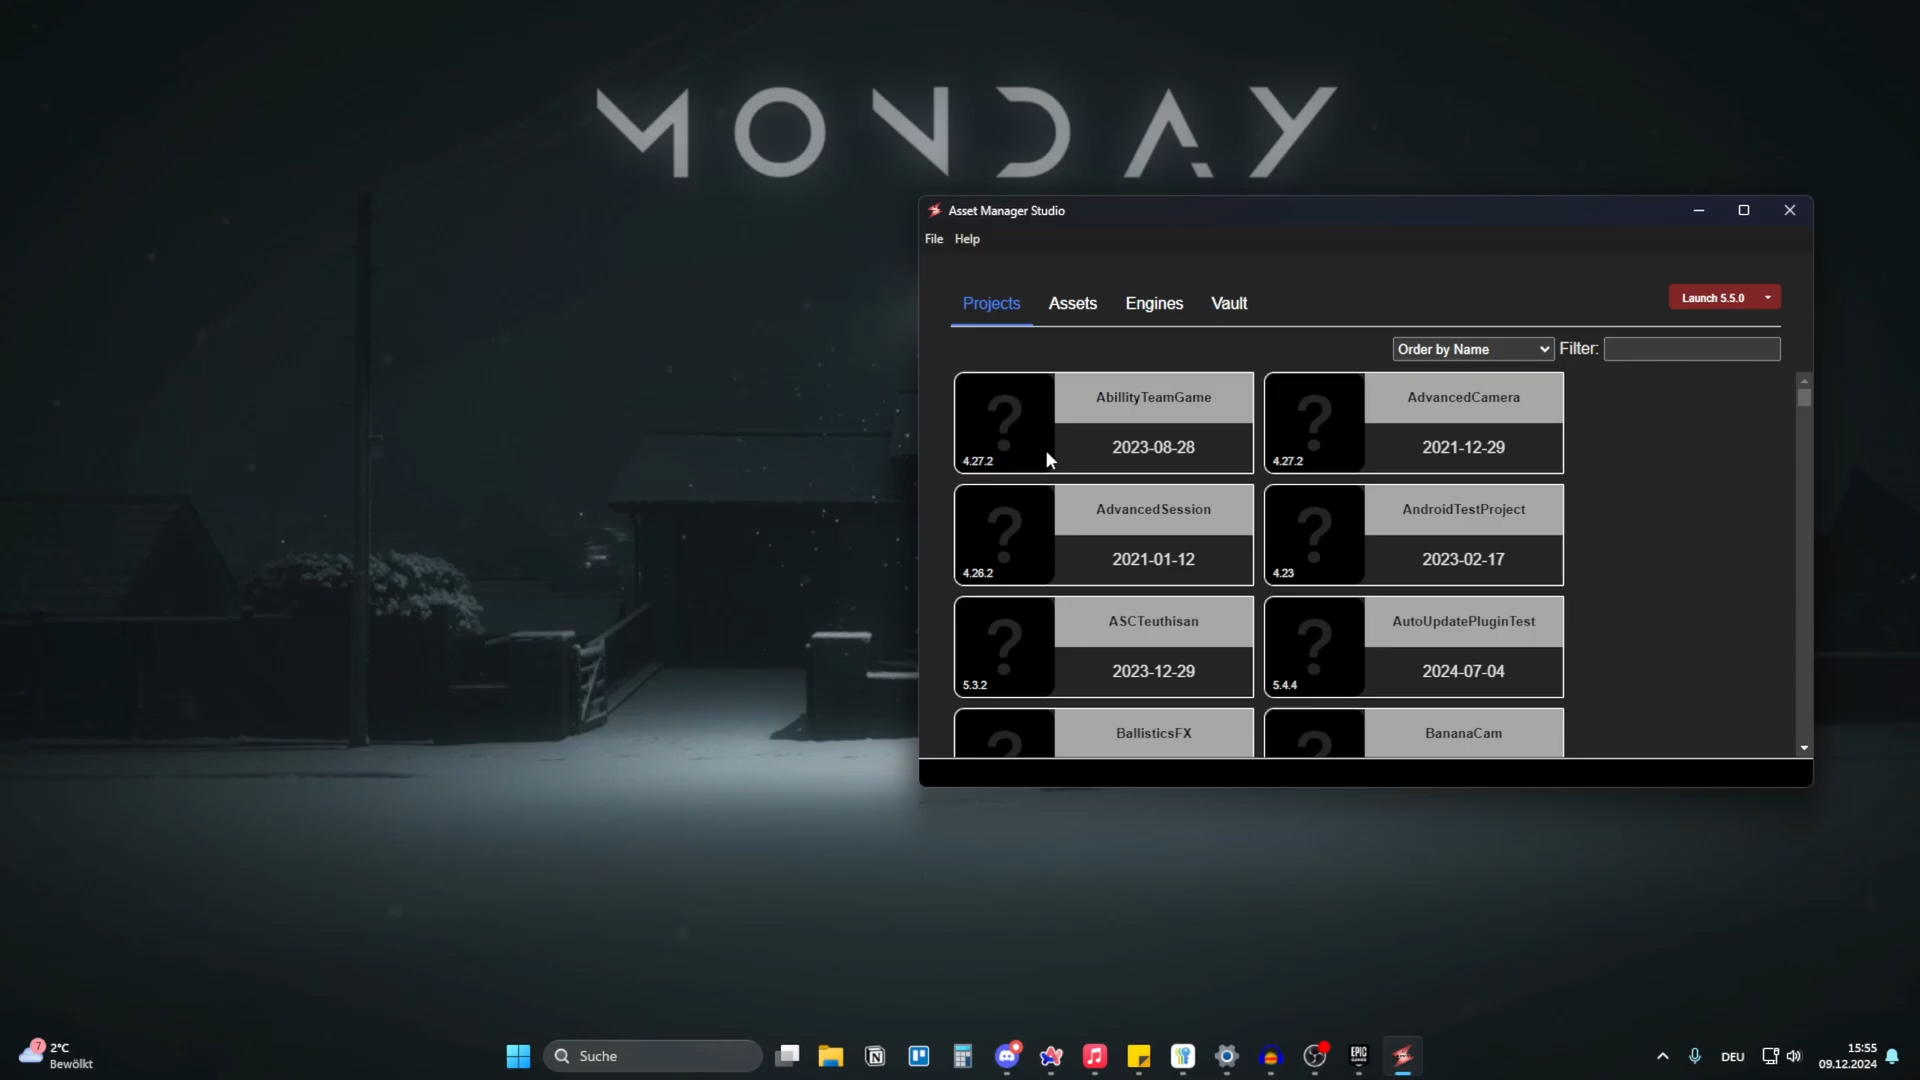 MONDAY
Asset Manager Studio
File Help
Projects Assets Engines Vault
Launch 5.5.0
Order by Name Filter:
AbillityTeamGame
2023-08-28
4.27.2
AdvancedCamera
2021-12-29
4.27.2
AdvancedSession
2021-01-12
4.26.2
AndroidTestProject
2023-02-17
4.23
ASCTeuthisan
2023-12-29
5.3.2
AutoUpdatePluginTest
2024-07-04
5.4.4
BallisticsFX
BananaCam
7
2°C
Bewölkt
Suche
EPIC
GAMES
DEU
15:55
09.12.2024